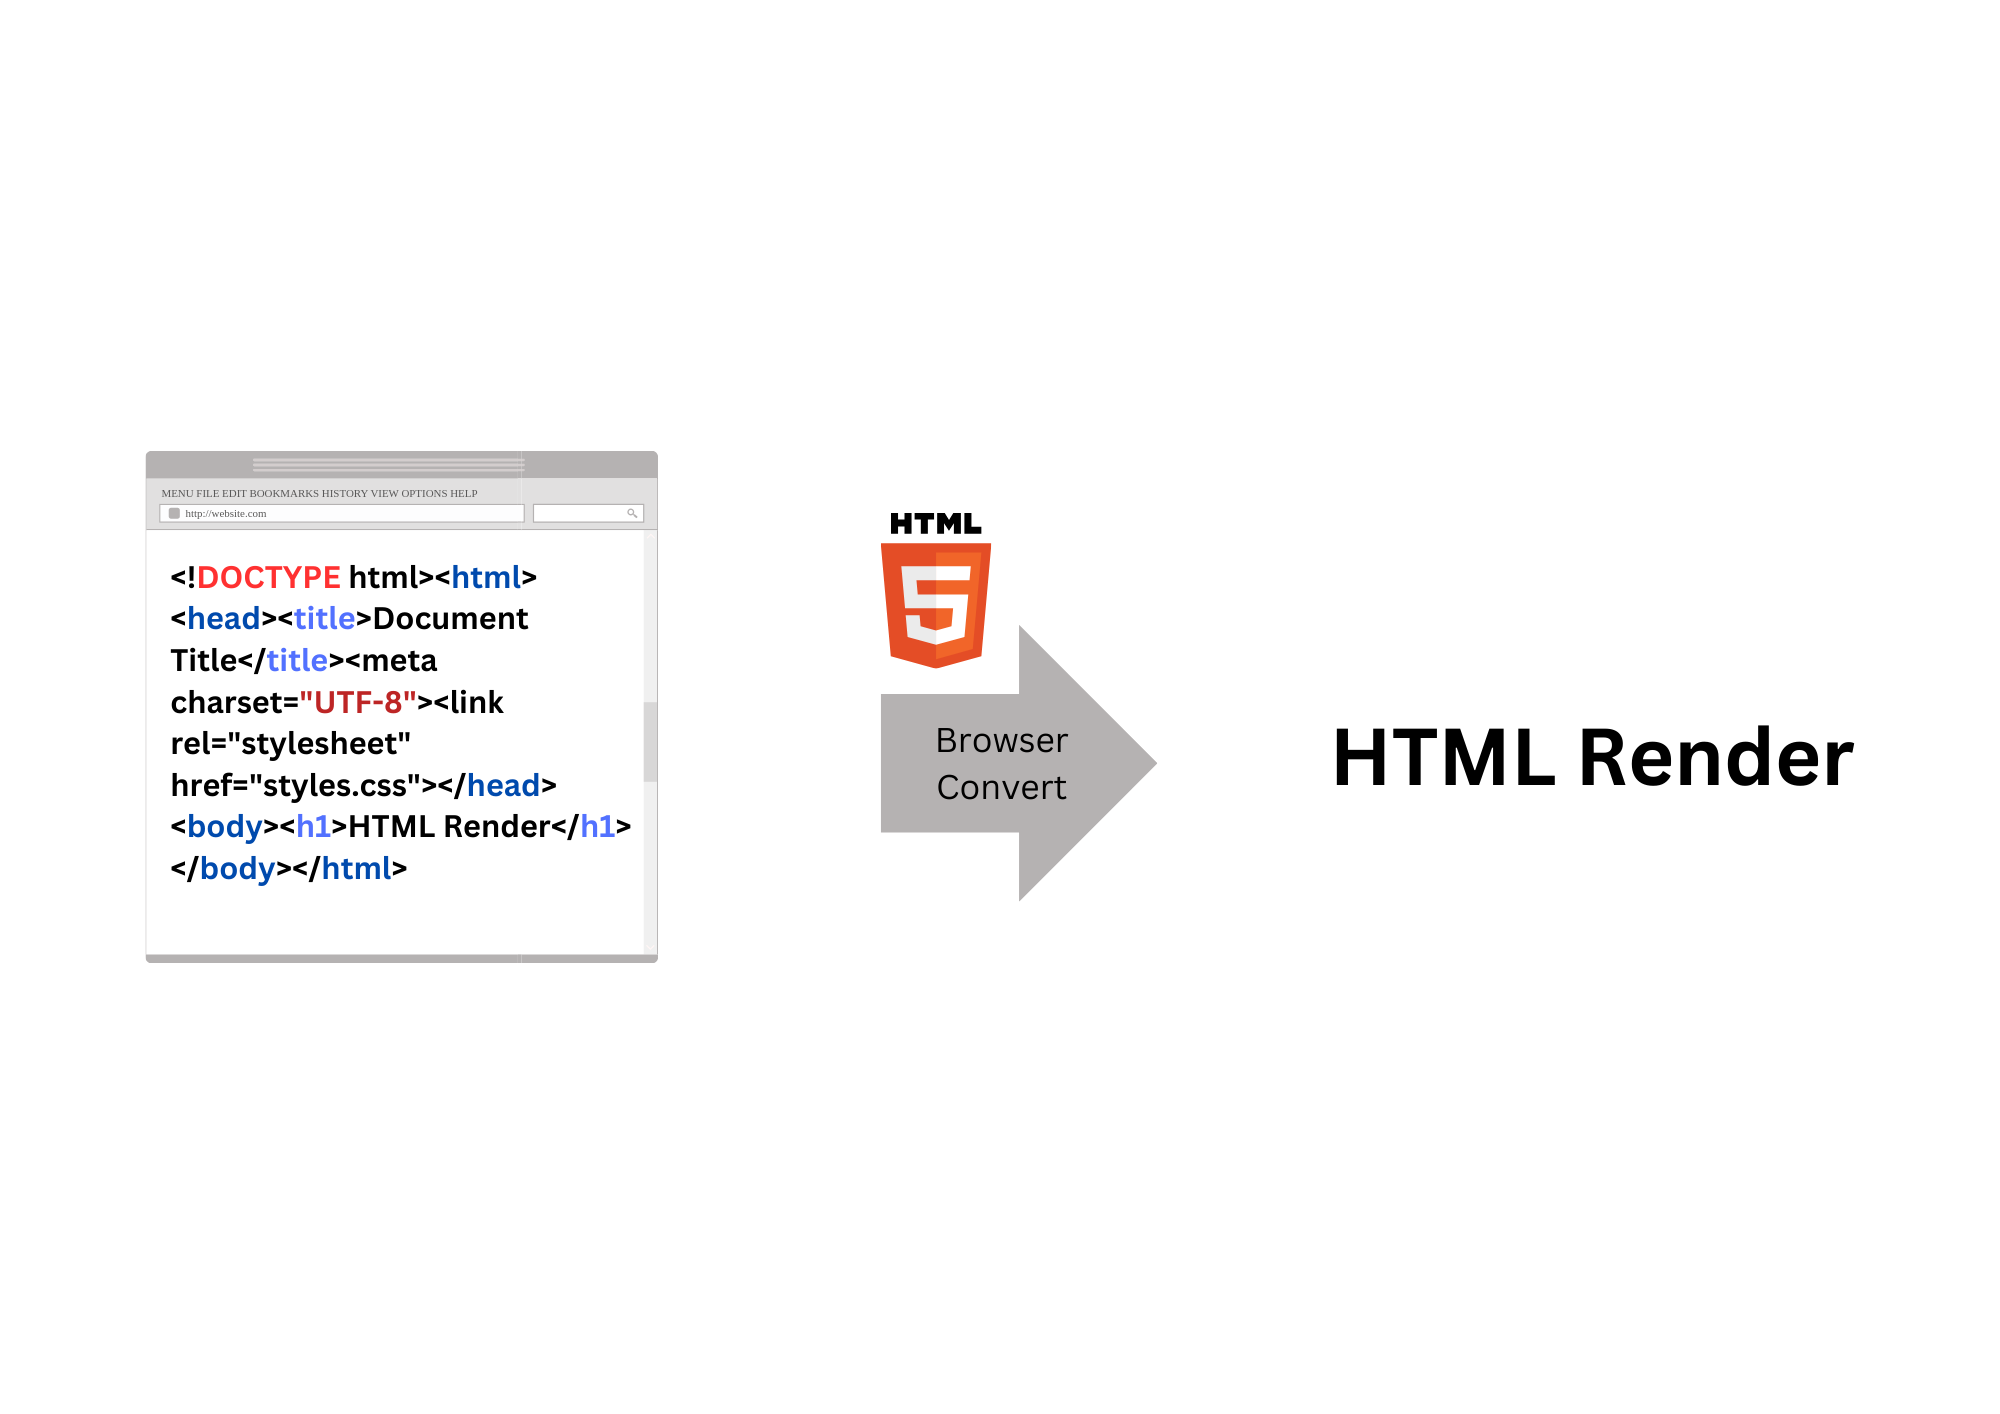 MENU FILE EDIT BOOKMARKS HISTORY VIEW OPTIONS HELP
http://website.com
<!DOCTYPE html><html>
<head><title>Document
Title</title><meta
charset="UTF-8"><link
rel="stylesheet"
href="styles.css"></head>
<body><h1>HTML Render</h1>
</body></html>
HTML
5
Browser
Convert
HTML Render